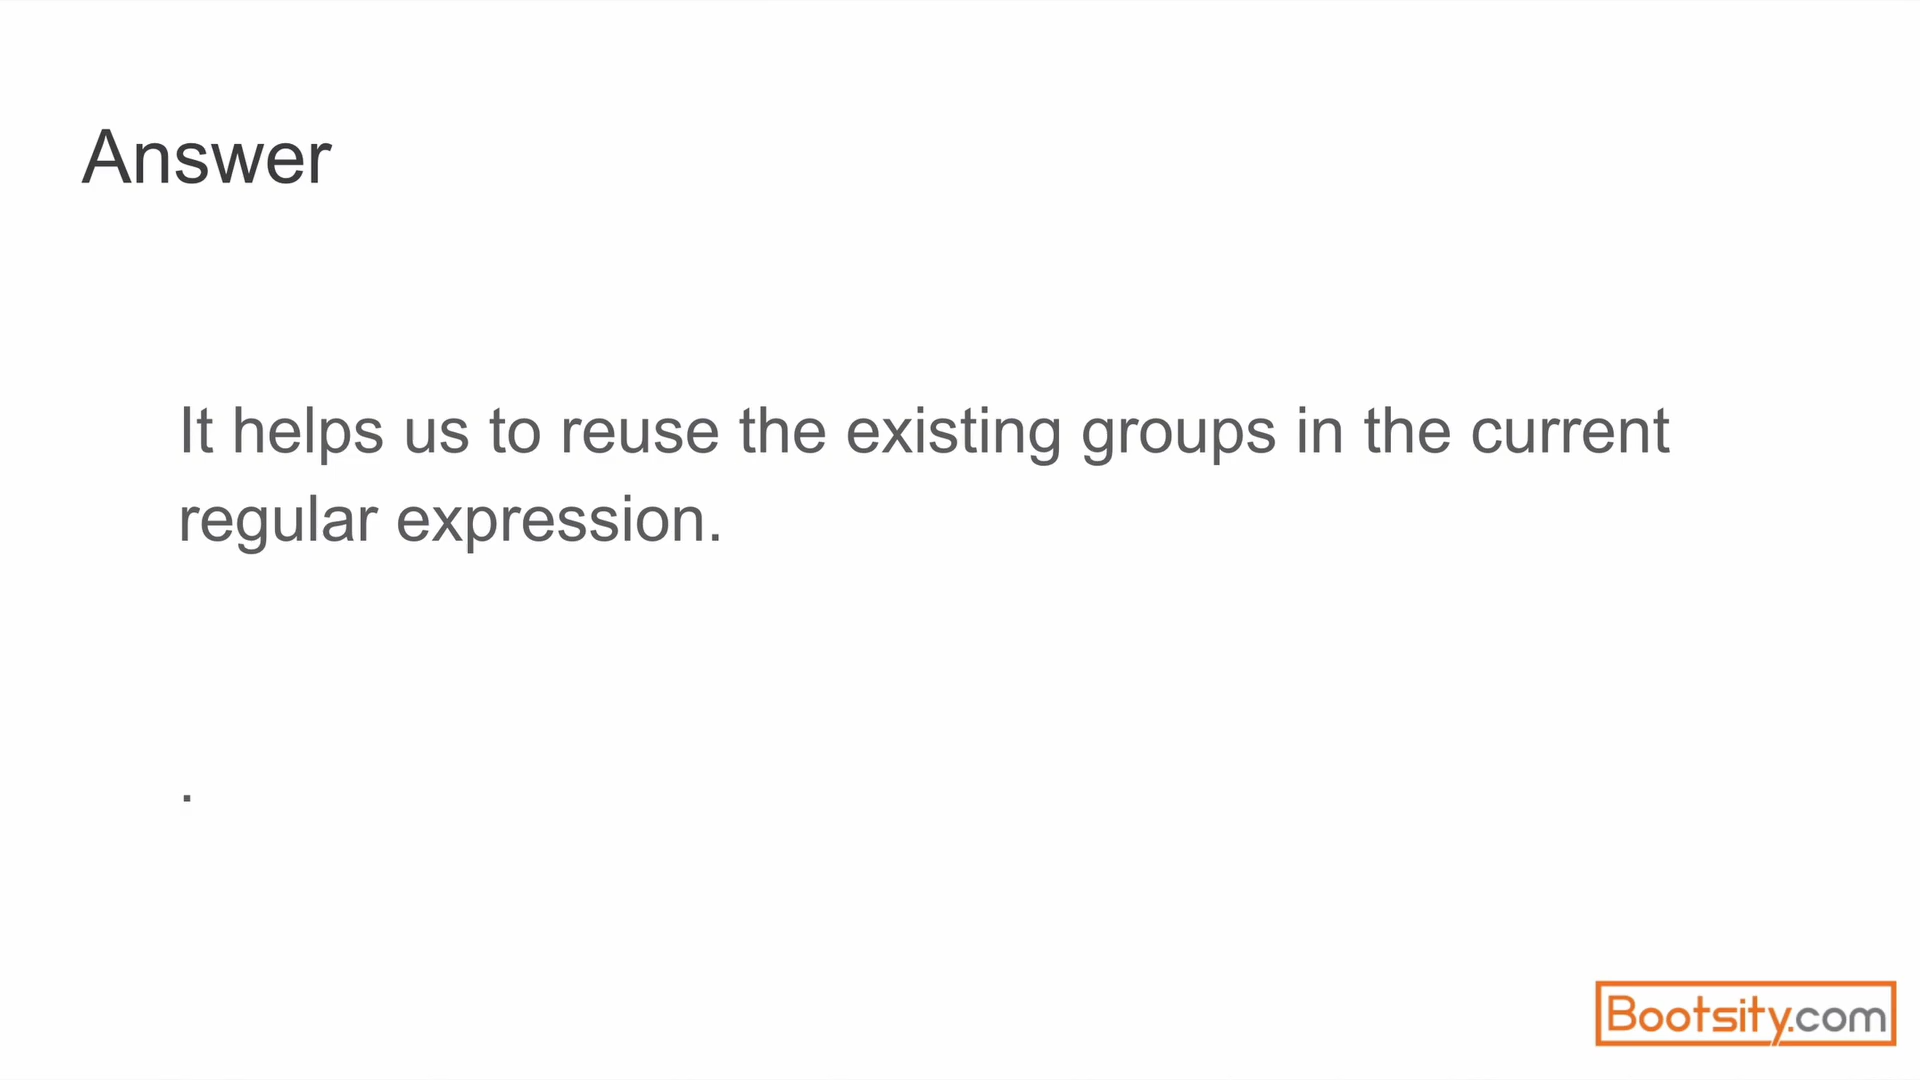 Answer
It helps us to reuse the existing groups in the current
regular expression.
.
Bootsity.com